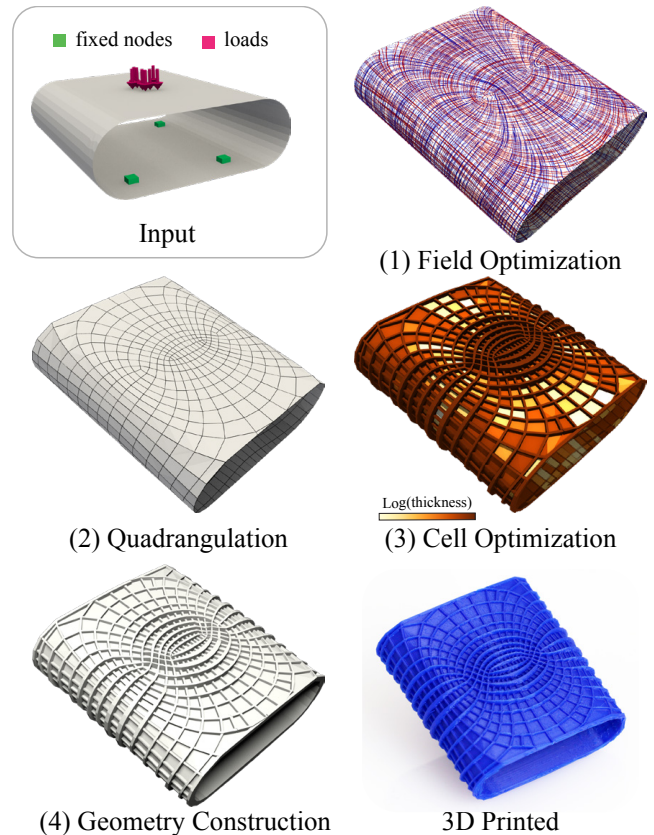 fixed nodes loads
Input
(1) Field Optimization
(2) Quadrangulation
Log(thickness)
(3) Cell Optimization
(4) Geometry Construction
3D Printed